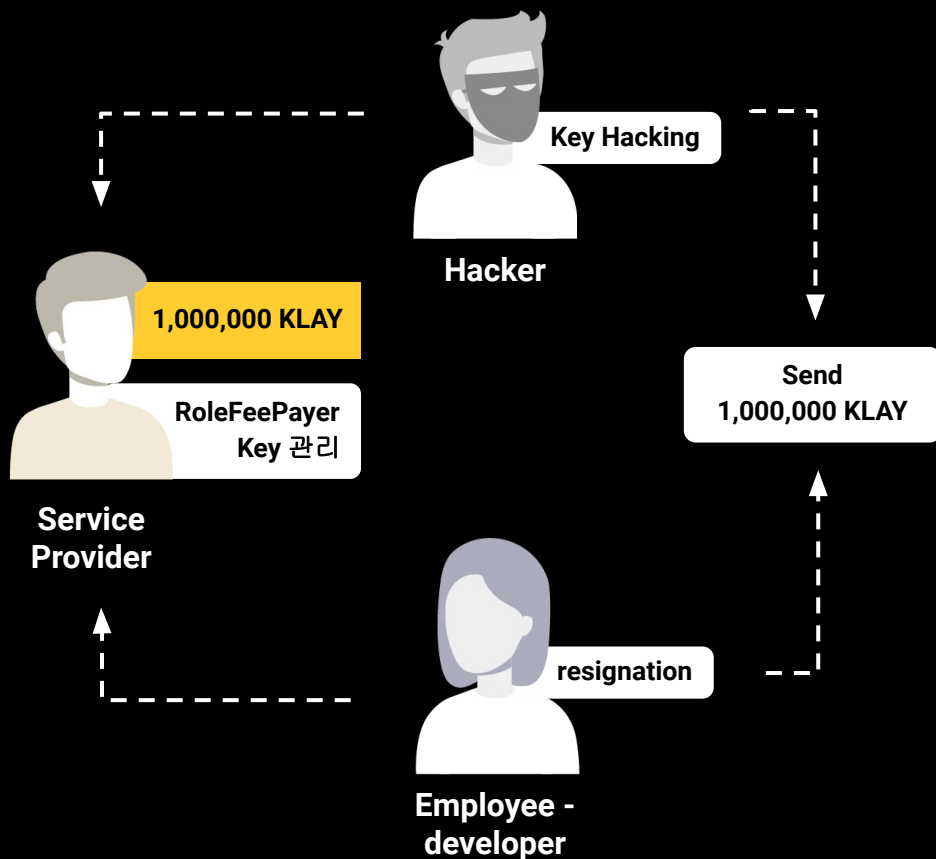 Key Hacking
Hacker
1,000,000 KLAY
RoleFeePayer
Key 관리
Service
Provider
Send
1,000,000 KLAY
resignation
Employee -
developer